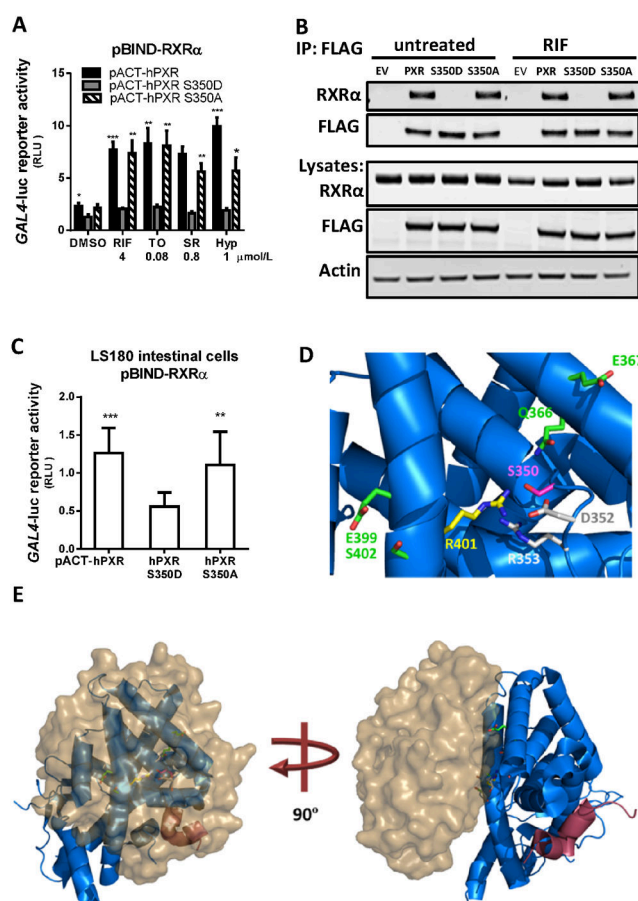 A
pBIND-RXRα
pACT-hPXR
pACT-hPXR S350D
pACT-hPXR S350A
GAL4-luc reporter activity
(RLU)
15
10
5
0
*
***
**
**
**
**
***
*
DMSO RIF TO SR Hyp
4 0.08 0.8 1 μmol/L
B
IP: FLAG
untreated
RIF
EV PXR S350D S350A EV PXR S350D S350A
RXRα
FLAG
Lysates:
RXRα
FLAG
Actin
C
LS180 intestinal cells
pBIND-RXRα
GAL4-luc reporter activity
(RLU)
2.0
1.5
1.0
0.5
0.0
***
**
pACT-hPXR hPXR hPXR
S350D S350A
D
E367
Q366
S350
D352
E399
S402
R401
R353
E
90°